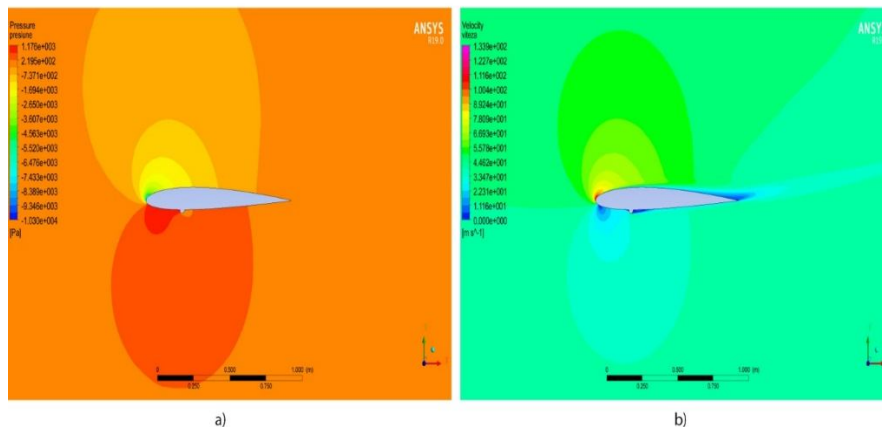 Pressure
presiune
1.176e+003
2.195e+002
-7.371e+002
-1.694e+003
-2.650e+003
-3.607e+003
-4.563e+003
-5.520e+003
-6.476e+003
-7.433e+003
-8.389e+003
-9.346e+003
-1.030e+004
[Pa]
ANSYS
R19.0
0 0.500 1.000 (m)
0.250 0.750
a)
Velocity
viteza
1.339e+002
1.227e+002
1.116e+002
1.004e+002
8.924e+001
7.809e+001
6.693e+001
5.578e+001
4.462e+001
3.347e+001
2.231e+001
1.116e+001
0.000e+000
[m s^-1]
ANSYS
0 0.500 1.000 (m)
0.250 0.750
b)